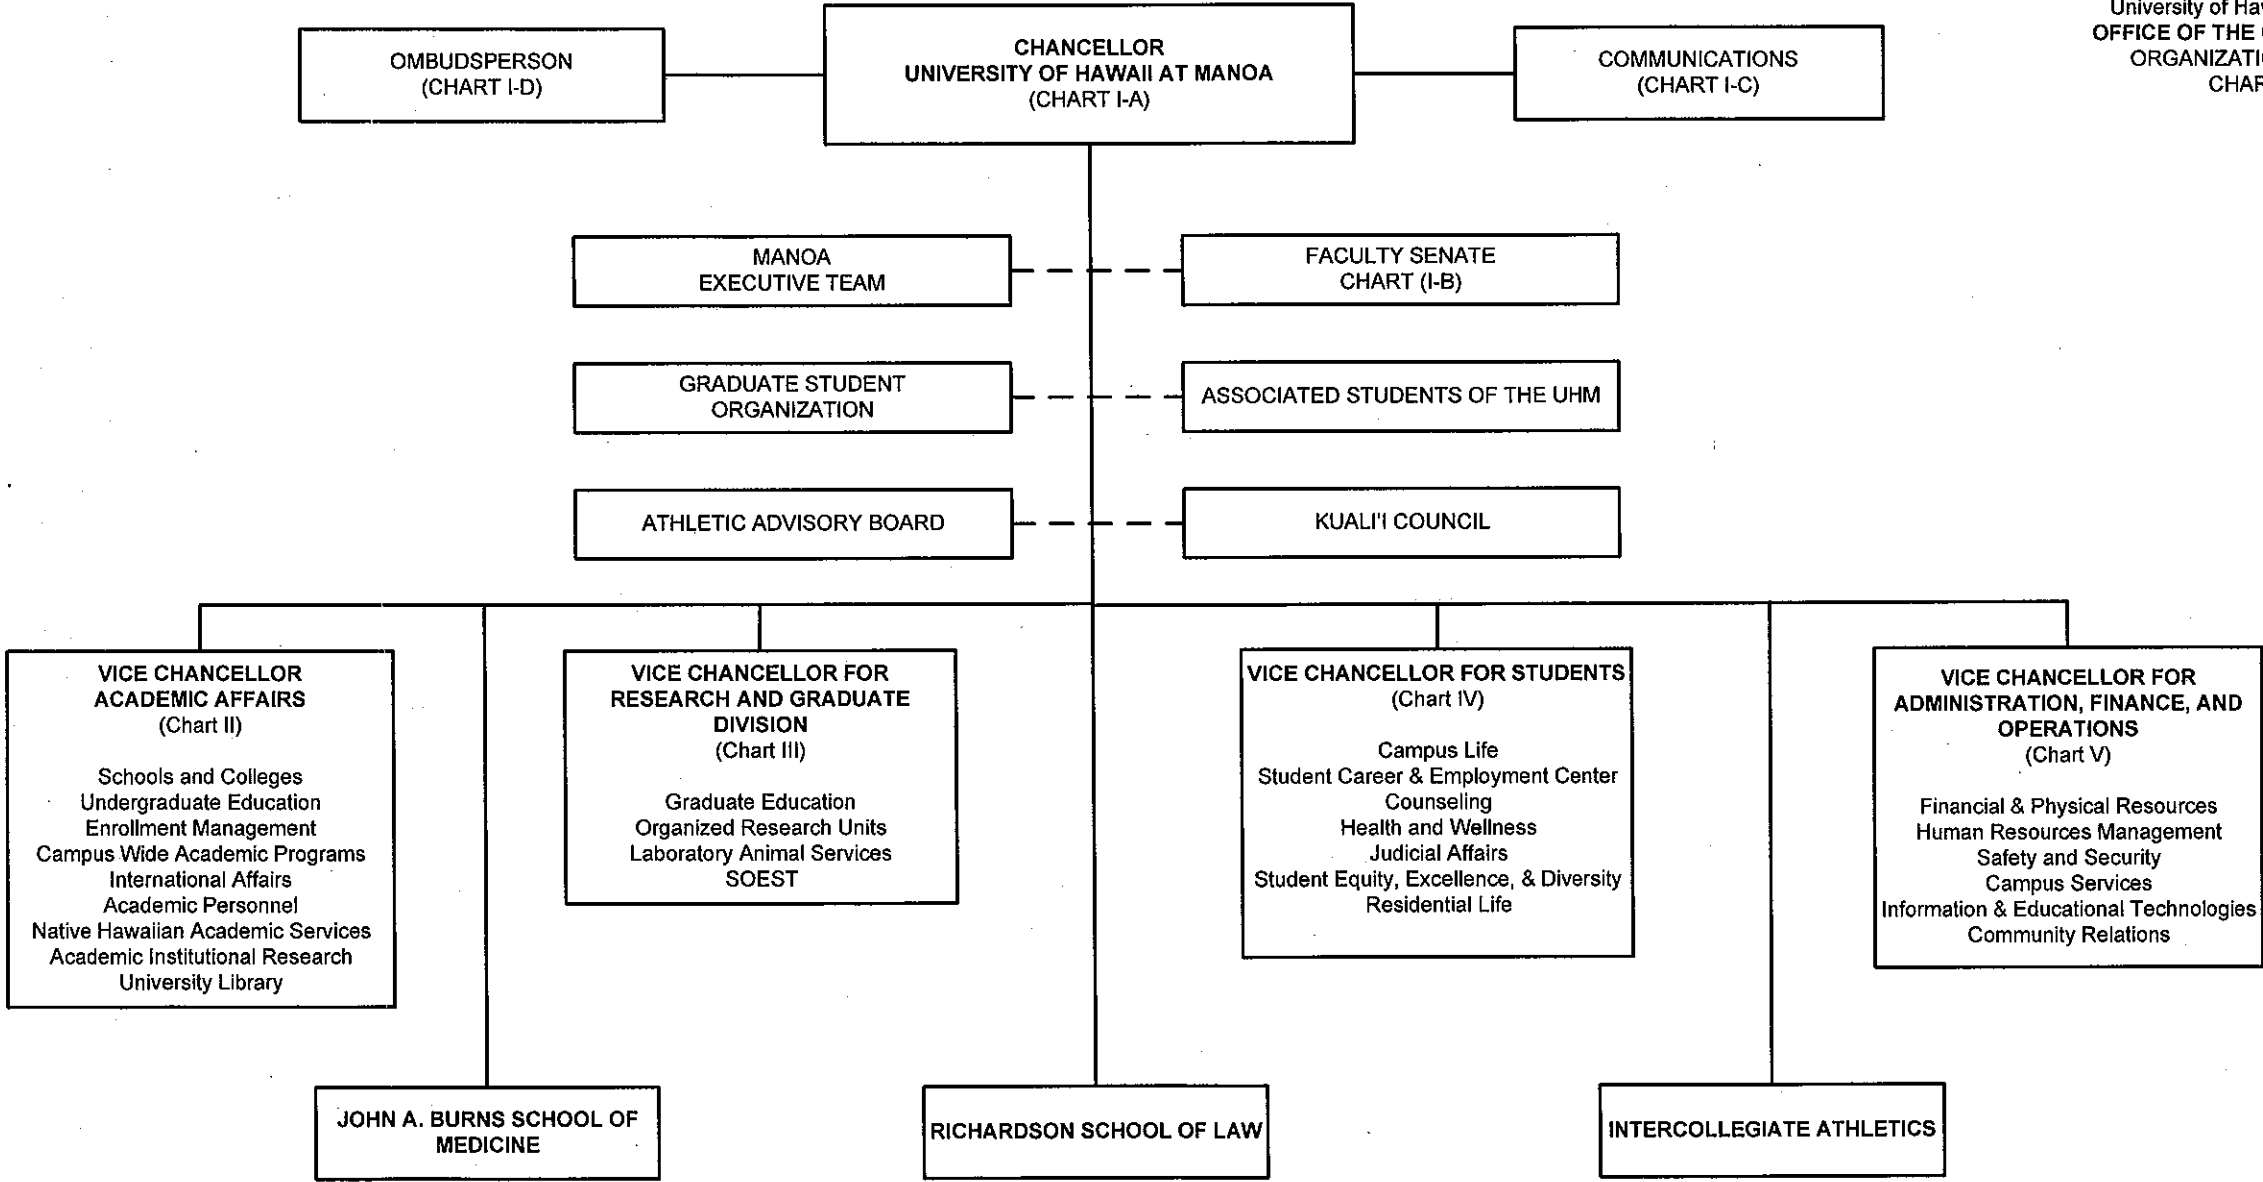 University of
OFFICE OF THE
CHANCELLOR
UNIVERSITY OF HAWAII AT MANOA
(CHART I-A)
OMBUDSPERSON
(CHART I-D)
COMMUNICATIONS
(CHART I-C)
MANOA
EXECUTIVE TEAM
FACULTY SENATE
CHART (I-B)
GRADUATE STUDENT
ORGANIZATION
ASSOCIATED STUDENTS OF THE UHM
ATHLETIC ADVISORY BOARD
KUALI'I COUNCIL
VICE CHANCELLOR
ACADEMIC AFFAIRS
(Chart II)
Schools and Colleges
Undergraduate Education
Enrollment Management
Campus Wide Academic Programs
International Affairs
Academic Personnel
Native Hawaiian Academic Services
Academic Institutional Research
University Library
VICE CHANCELLOR FOR
RESEARCH AND GRADUATE
DIVISION
(Chart III)
Graduate Education
Organized Research Units
Laboratory Animal Services
SOEST
VICE CHANCELLOR FOR STUDENTS
(Chart IV)
Campus Life
Student Career & Employment Center
Counseling
Health and Wellness
Judicial Affairs
Student Equity, Excellence, & Diversity
Residential Life
VICE CHANCELLOR FOR
ADMINISTRATION, FINANCE, AND
OPERATIONS
(Chart V)
Financial & Physical Resources
Human Resources Management
Safety and Security
Campus Services
Information & Educational Technologies
Community Relations
JOHN A. BURNS SCHOOL OF
MEDICINE
RICHARDSON SCHOOL OF LAW
INTERCOLLEGIATE ATHLETICS